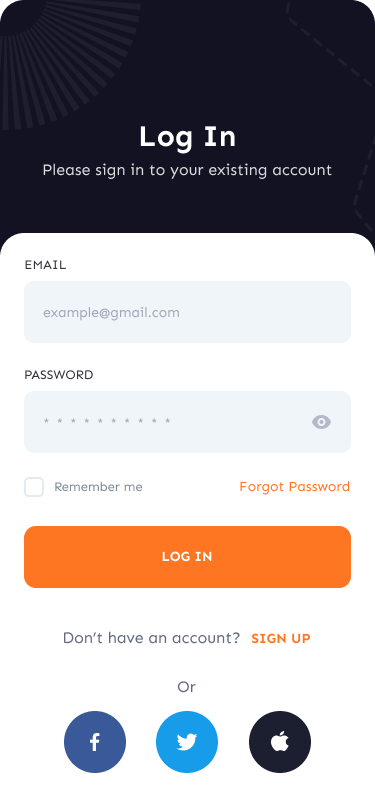 Log In
Please sign in to your existing account
EMAIL
example@gmail.com
PASSWORD
* * * * * * * * * *
Remember me Forgot Password
LOG IN
Don’t have an account? SIGN UP
Or